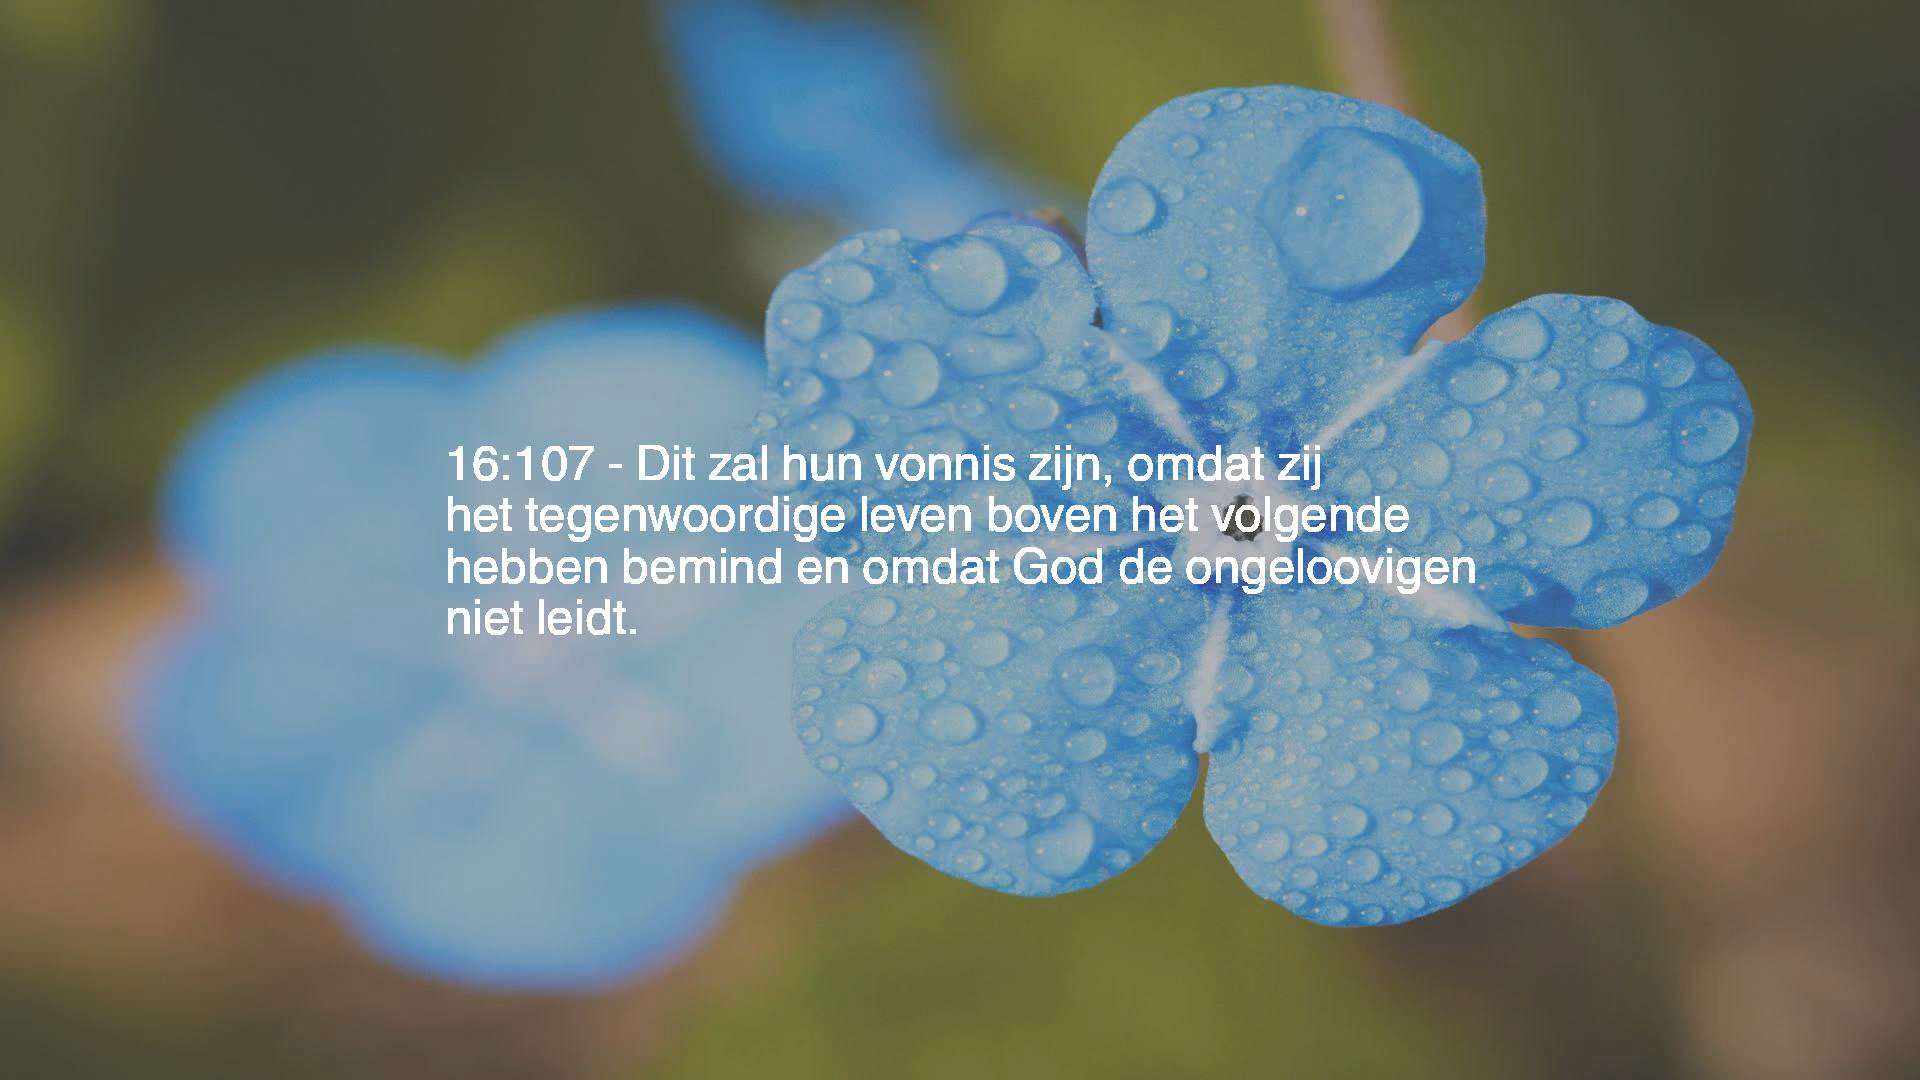 16:107 - Dit zal hun vonnis zijn, omdat zij
het tegenwoordige leven boven het volgende
hebben bemind en omdat God de ongeloovigen
niet leidt.